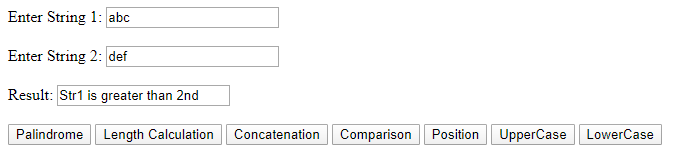 Enter String 1: abc
Enter String 2: def
Result: Str1 is greater than 2nd
Palindrome Length Calculation Concatenation Comparison Position UpperCase LowerCase